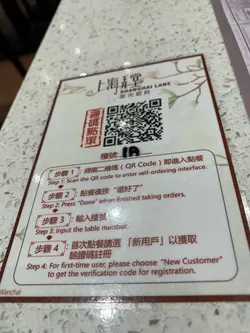 上海弄堂
SHANGHAI LANE
掃碼點菜
檯號 1A
步驟 1：掃描二維碼（QR Code）即進入點餐
Step 1: Scan the QR code to enter self-ordering interface.
步驟 2：點餐後按 “選好了”
Step 2: Press "Done" when finished taking orders.
步驟 3：輸入檯號
Step 3: Input the table number.
步驟 4：首次點餐請選「新用戶」以獲取
驗證碼註冊
Step 4: For first-time user, please choose "New Customer"
to get the verification code for registration.
Wanchai